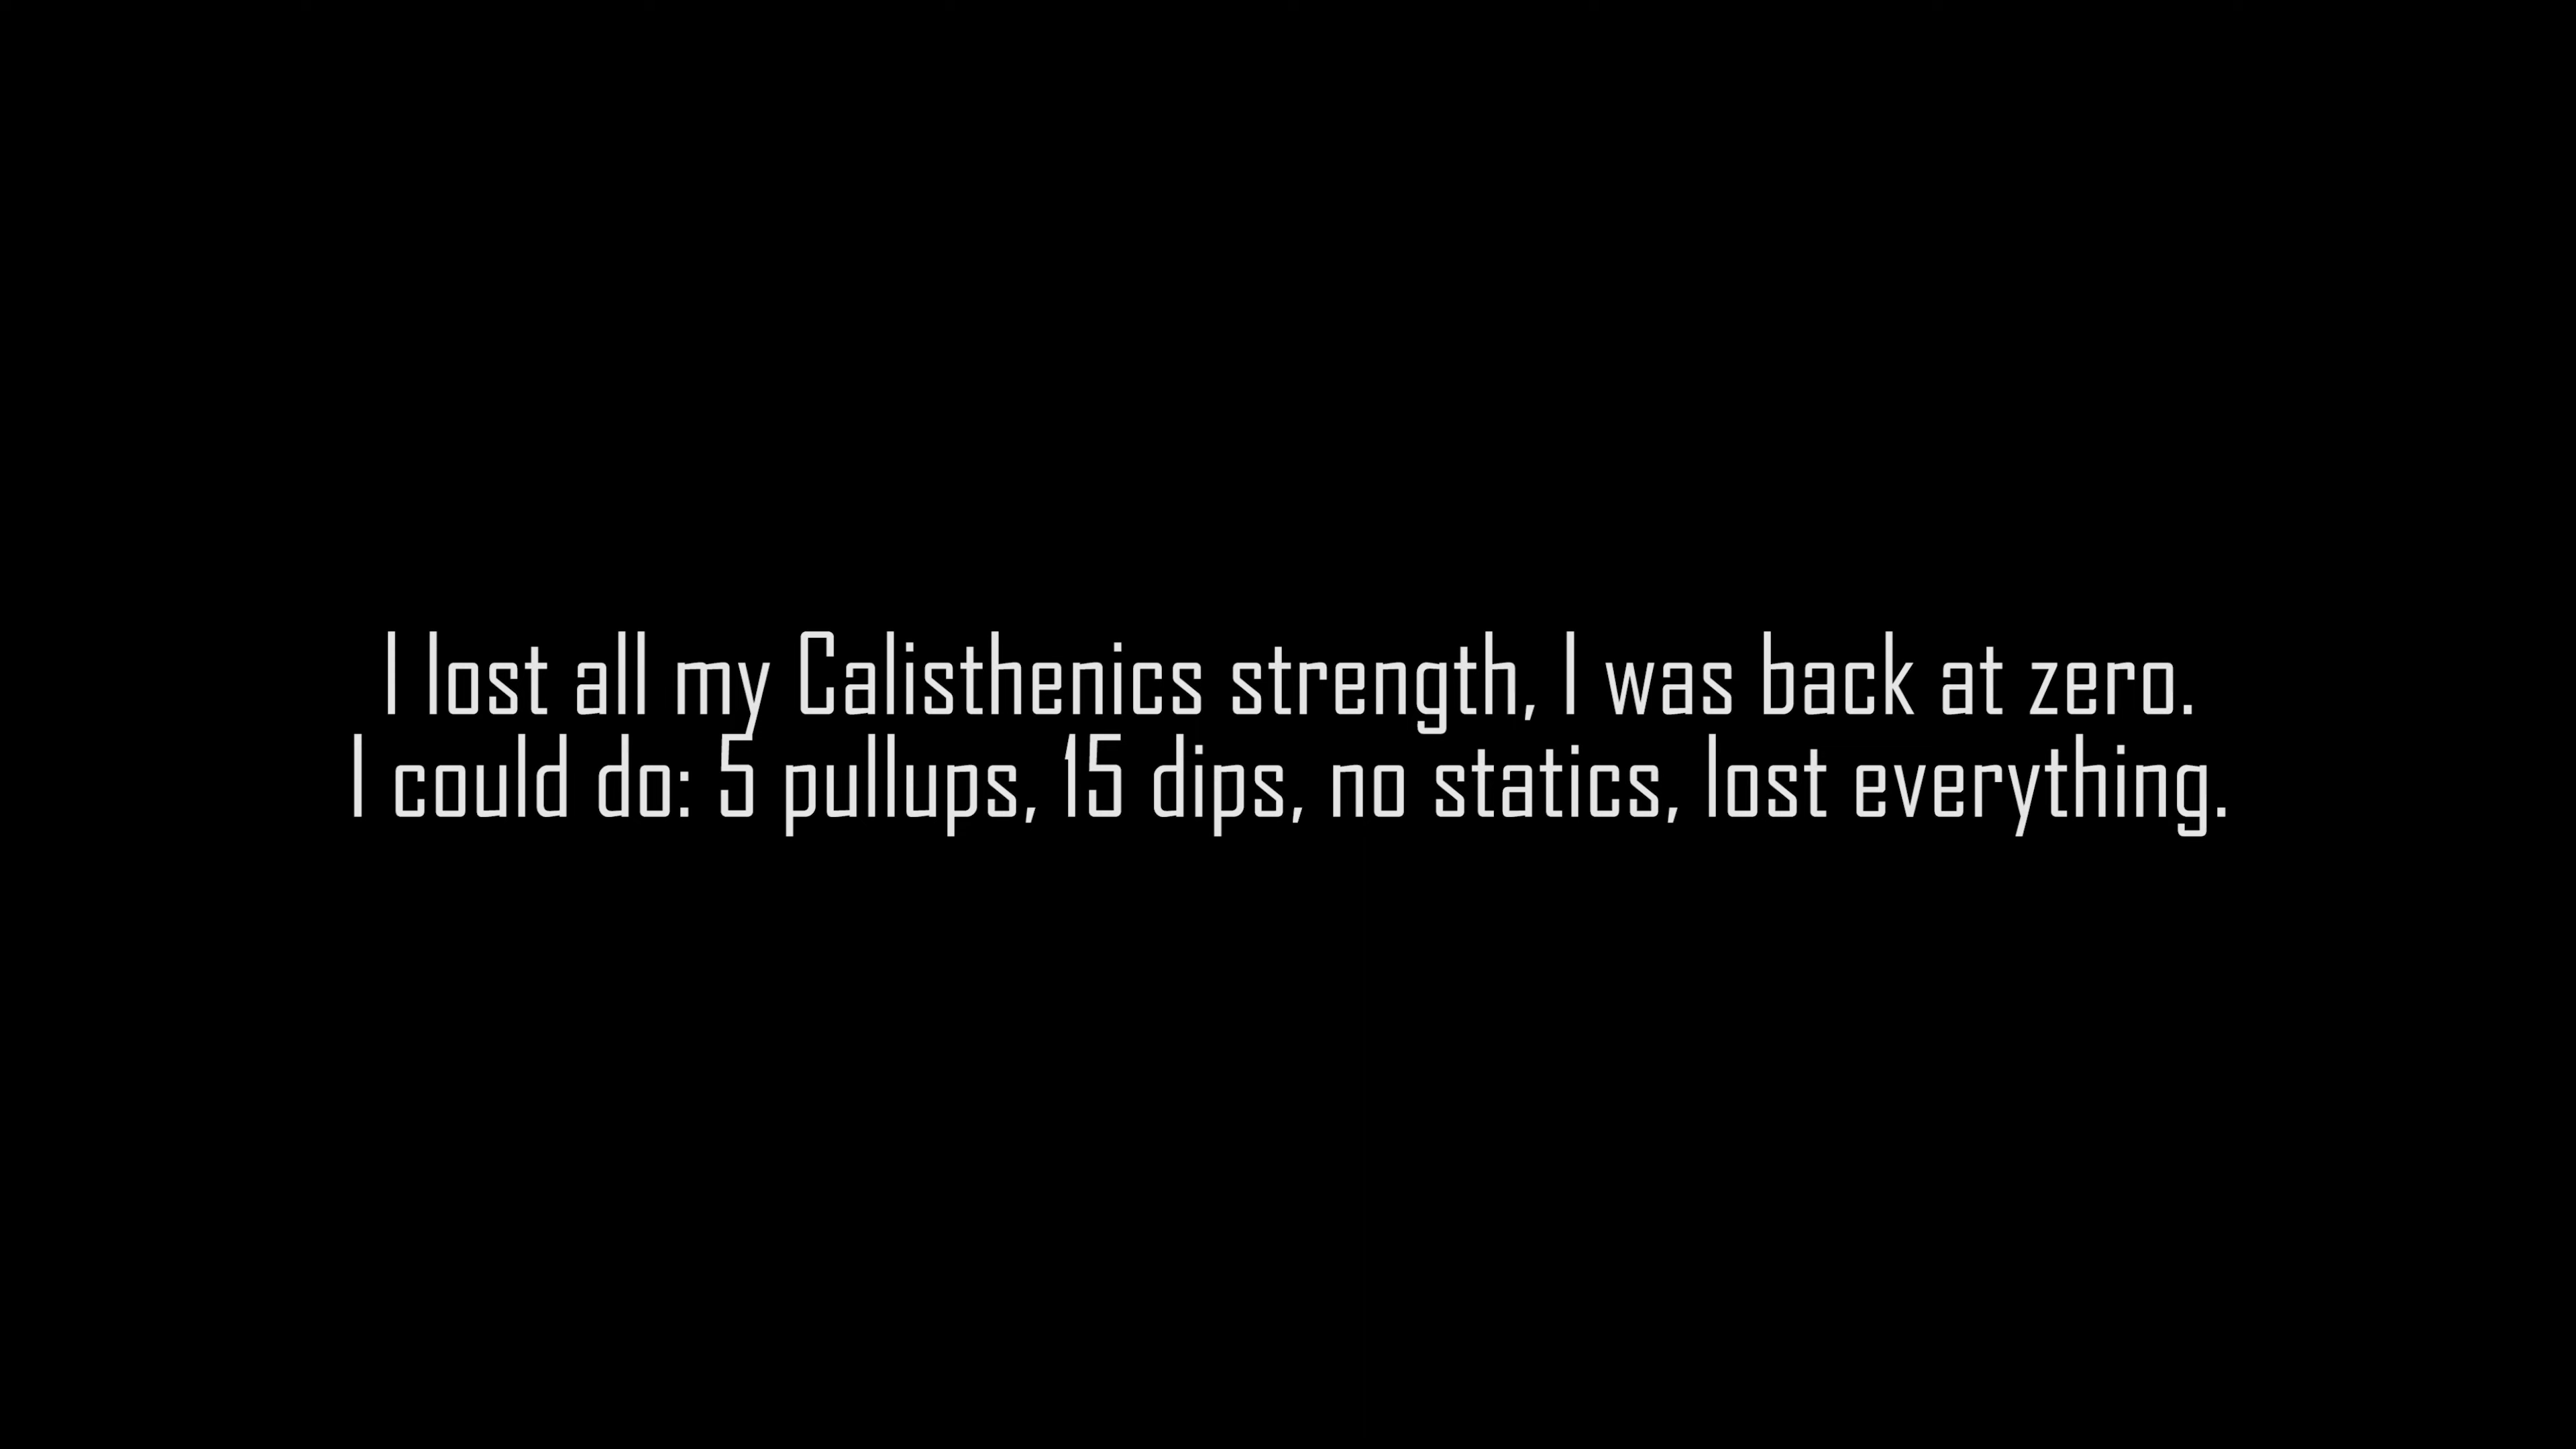 I lost all my Calisthenics strength, I was back at zero.
I could do: 5 pullups, 15 dips, no statics, lost everything.